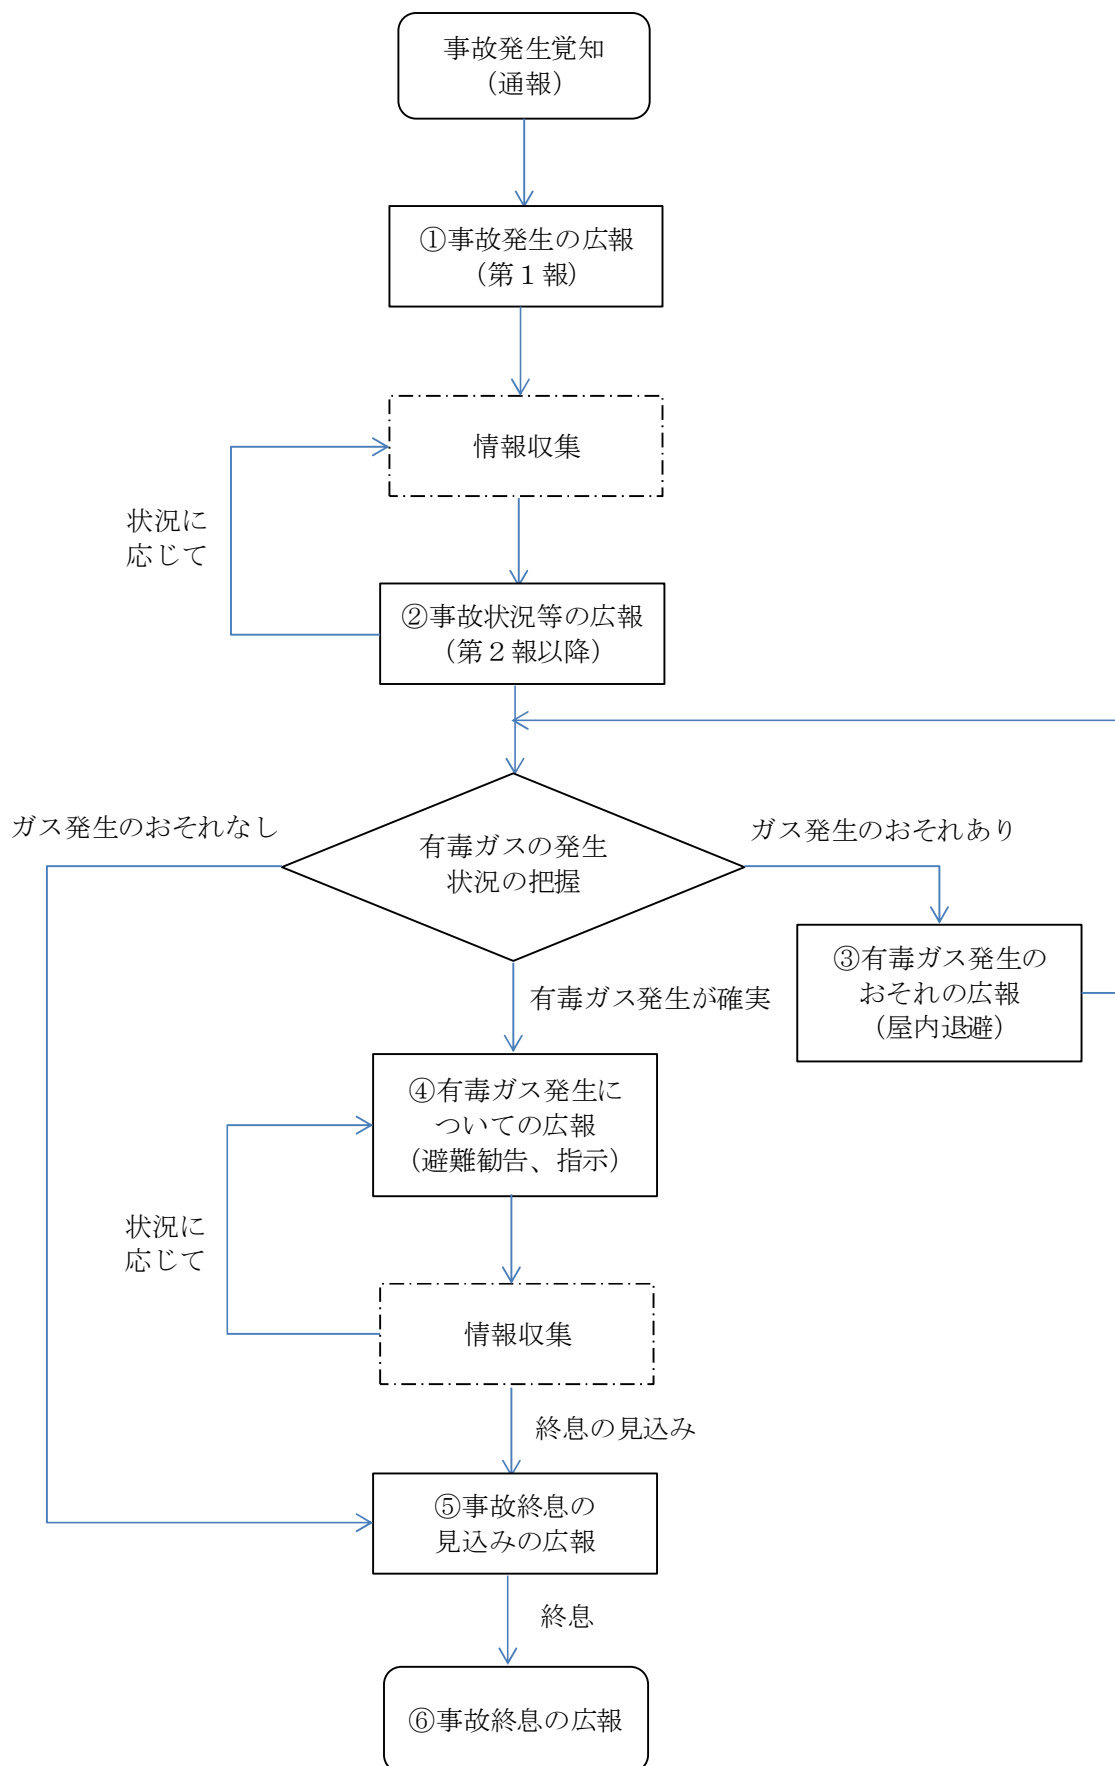 事故発生覚知
（通報）
①事故発生の広報
（第１報）
情報収集
状況に
応じて
②事故状況等の広報
（第２報以降）
ガス発生のおそれなし
ガス発生のおそれあり
有毒ガスの発生
状況の把握
③有毒ガス発生の
おそれの広報
（屋内退避）
有毒ガス発生が確実
④有毒ガス発生に
ついての広報
（避難勧告、指示）
状況に
応じて
情報収集
終息の見込み
⑤事故終息の
見込みの広報
終息
⑥事故終息の広報